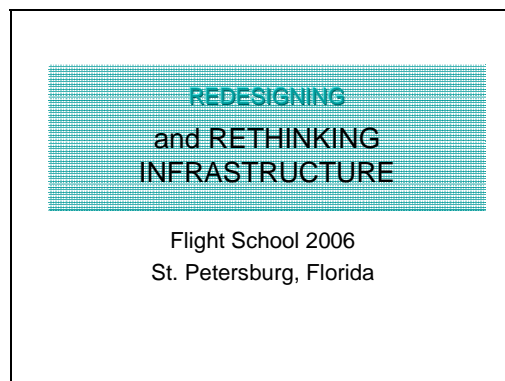 REDESIGNING
and RETHINKING
INFRASTRUCTURE
Flight School 2006
St. Petersburg, Florida